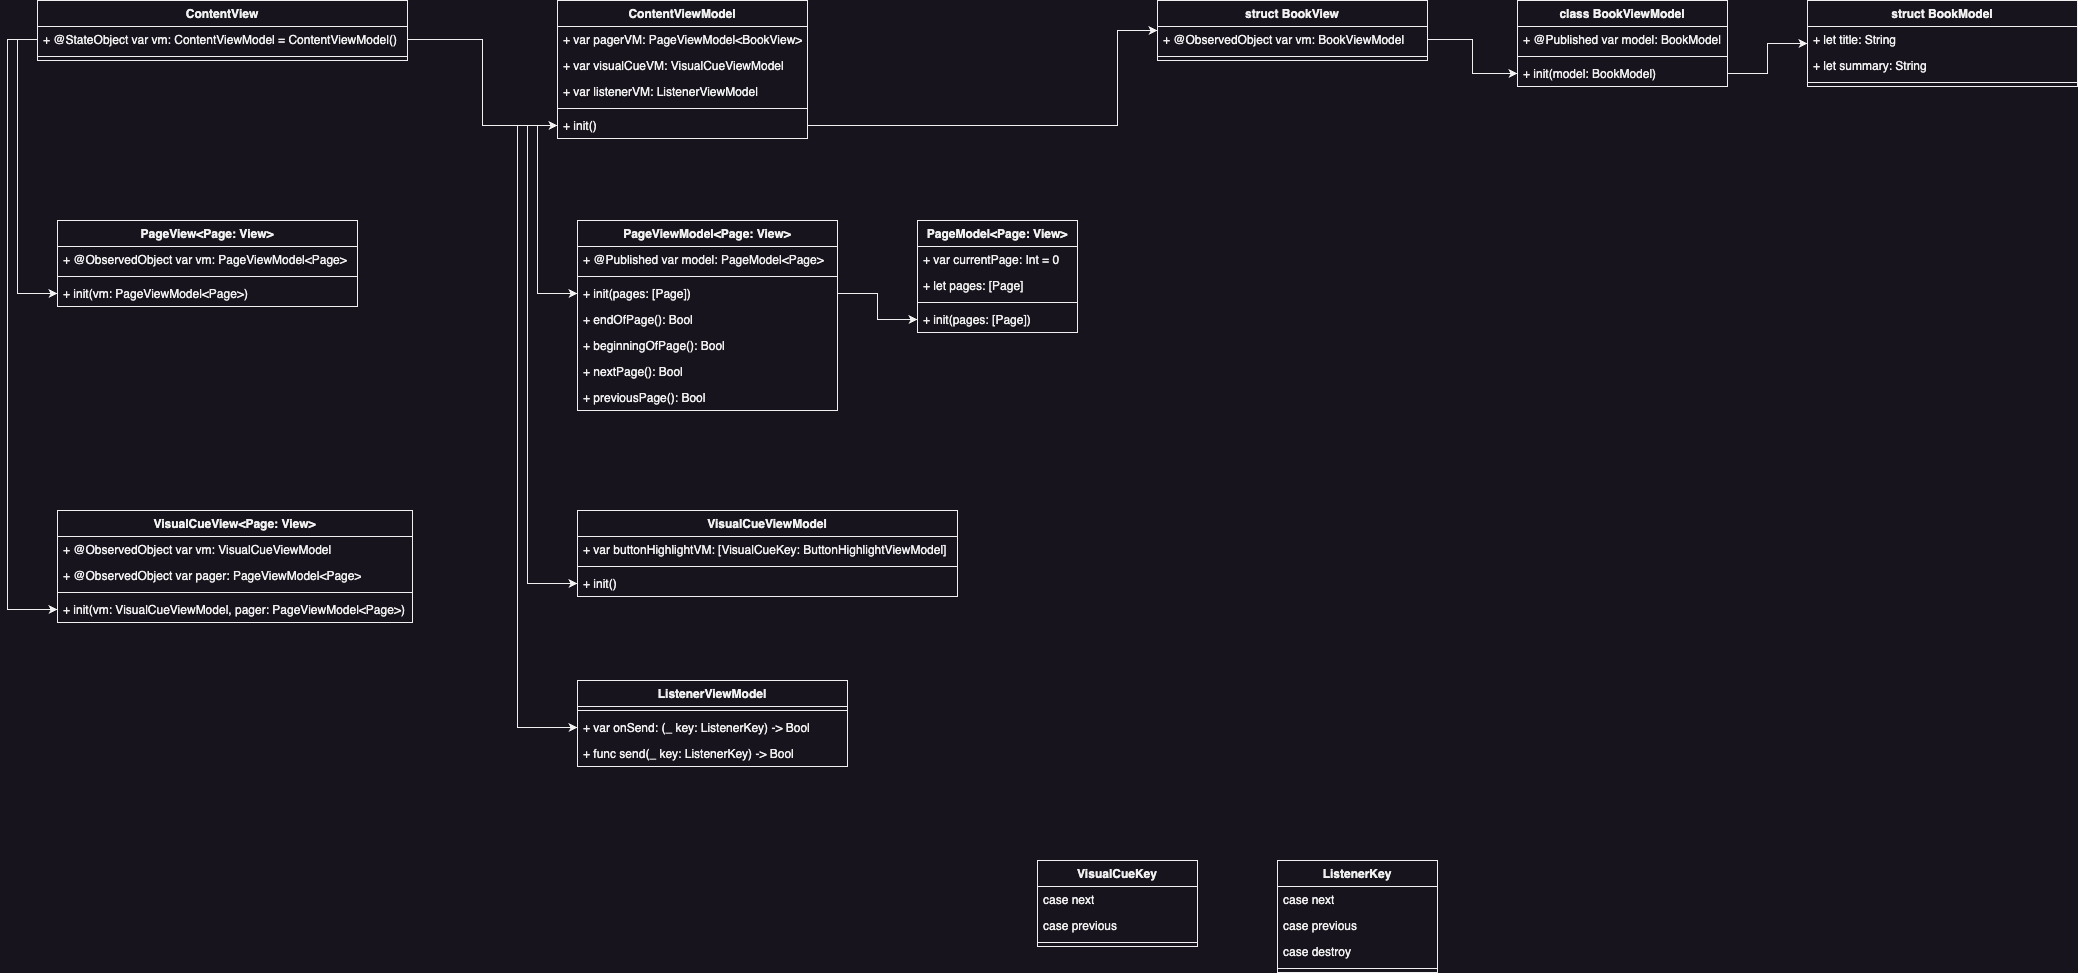 ContentView
+ @StateObject var vm: ContentViewModel = ContentViewModel()
ContentViewModel
+ var pagerVM: PageViewModel<BookView>
+ var visualCueVM: VisualCueViewModel
+ var listenerVM: ListenerViewModel
+ init()
struct BookView
+ @ObservedObject var vm: BookViewModel
class BookViewModel
+ @Published var model: BookModel
+ init(model: BookModel)
struct BookModel
+ let title: String
+ let summary: String
PageView<Page: View>
+ @ObservedObject var vm: PageViewModel<Page>
+ init(vm: PageViewModel<Page>)
PageViewModel<Page: View>
+ @Published var model: PageModel<Page>
+ init(pages: [Page])
+ endOfPage(): Bool
+ beginningOfPage(): Bool
+ nextPage(): Bool
+ previousPage(): Bool
PageModel<Page: View>
+ var currentPage: Int = 0
+ let pages: [Page]
+ init(pages: [Page])
VisualCueView<Page: View>
+ @ObservedObject var vm: VisualCueViewModel
+ @ObservedObject var pager: PageViewModel<Page>
+ init(vm: VisualCueViewModel, pager: PageViewModel<Page>)
VisualCueViewModel
+ var buttonHighlightVM: [VisualCueKey: ButtonHighlightViewModel]
+ init()
ListenerViewModel
+ var onSend: (_ key: ListenerKey) -> Bool
+ func send(_ key: ListenerKey) -> Bool
VisualCueKey
case next
case previous
ListenerKey
case next
case previous
case destroy